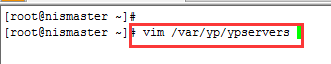 [root@nismaster ~]#
[root@nismaster ~]# vim /var/yp/ypservers